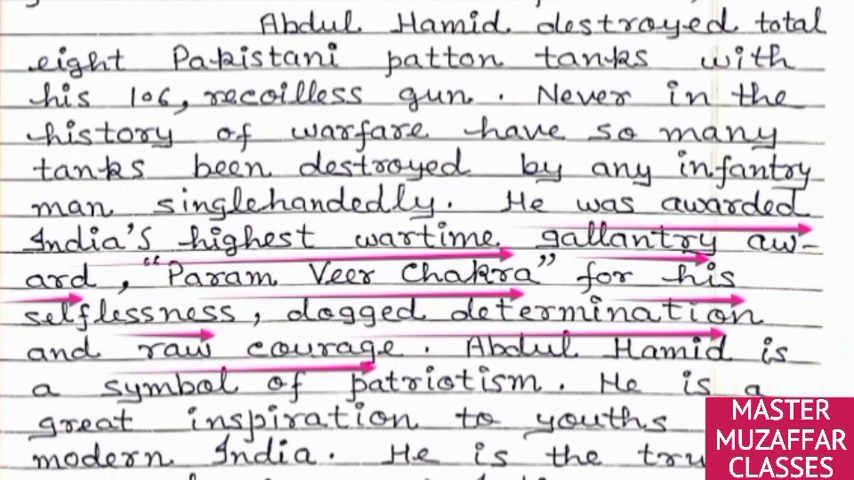 Abdul Hamid destroyed total
eight Pakistani patton tanks with
his 106, recoilless gun. Never in the
history of warfare have so many
tanks been destroyed by any infantry
man singlehandedly. He was awarded
India's highest wartime gallantry aw-
ard, "Param Veer Chakra" for his
selflessness, dogged determination
and raw courage. Abdul Hamid is
a symbol of patriotism. He is a
great inspiration to youths
modern India. He is the
MASTER
MUZAFFAR
CLASSES